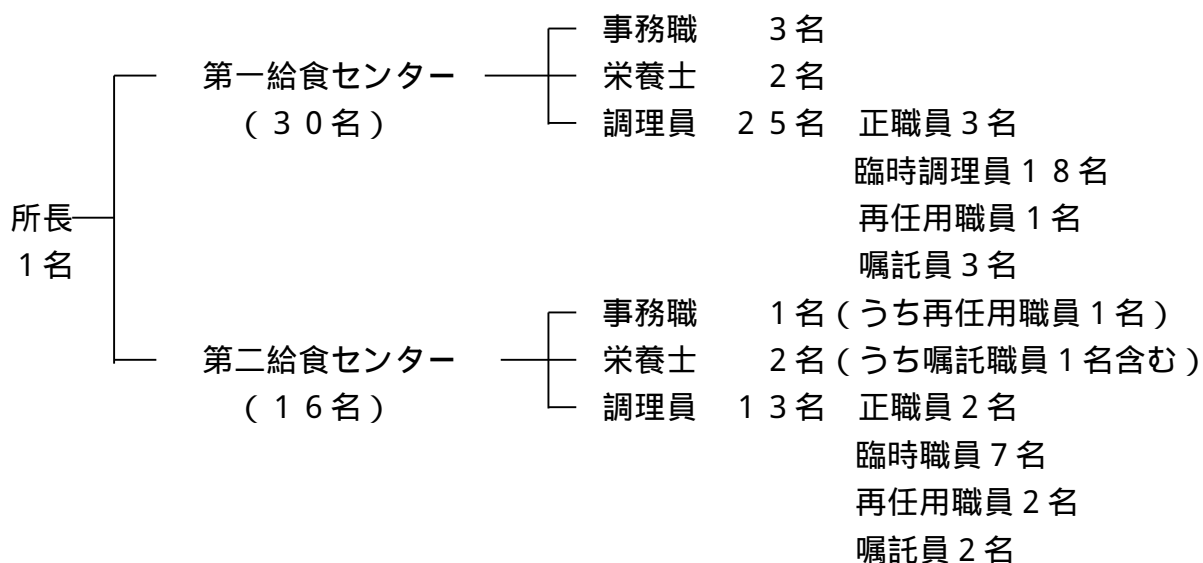 事務職 3名
第一給食センター 栄養士 2名
(30名) 調理員 25名 正職員3名
臨時調理員18名
所長 再任用職員1名
1名 嘱託員3名
事務職 1名(うち再任用職員1名)
第二給食センター 栄養士 2名(うち嘱託職員1名含む)
(16名) 調理員 13名 正職員2名
臨時職員7名
再任用職員2名
嘱託員2名